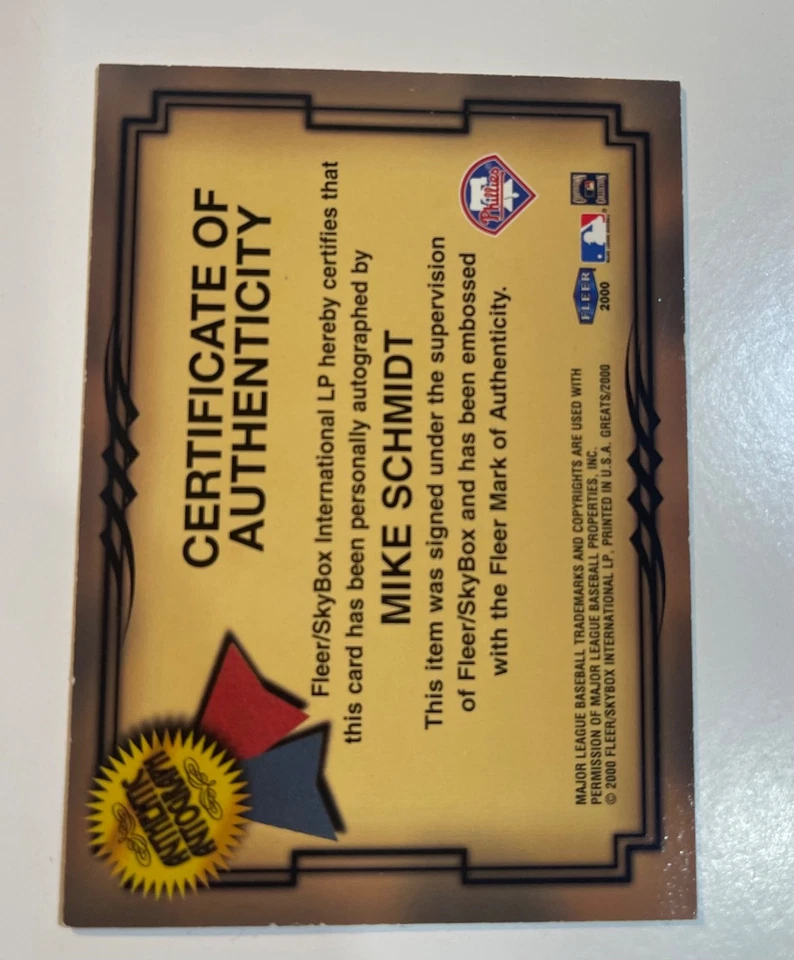 CERTIFICATE OF
AUTHENTICITY
Fleer/SkyBox International LP hereby certifies that
this card has been personally autographed by
MIKE SCHMIDT
This item was signed under the supervision
of Fleer/SkyBox and has been embossed
with the Fleer Mark of Authenticity.
AUTHENTIC
AUTOGRAPH
Phillies
MAJOR LEAGUE BASEBALL TRADEMARKS AND COPYRIGHTS ARE USED WITH
PERMISSION OF MAJOR LEAGUE BASEBALL PROPERTIES, INC.
© 2000 FLEER/SKYBOX INTERNATIONAL LP, PRINTED IN U.S.A. GREATS/2000
FLEER
2000